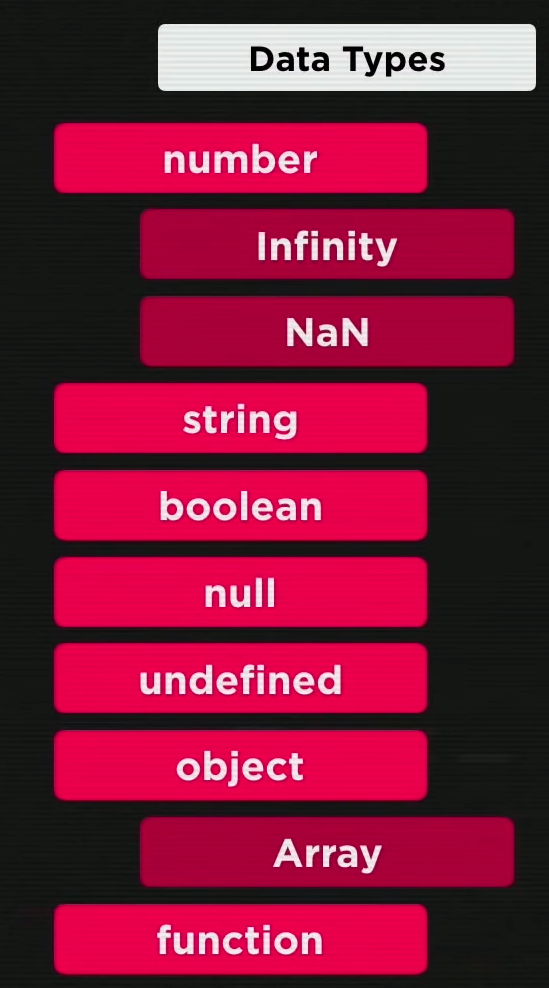 Data Types
number
Infinity
NaN
string
boolean
null
undefined
object
Array
function